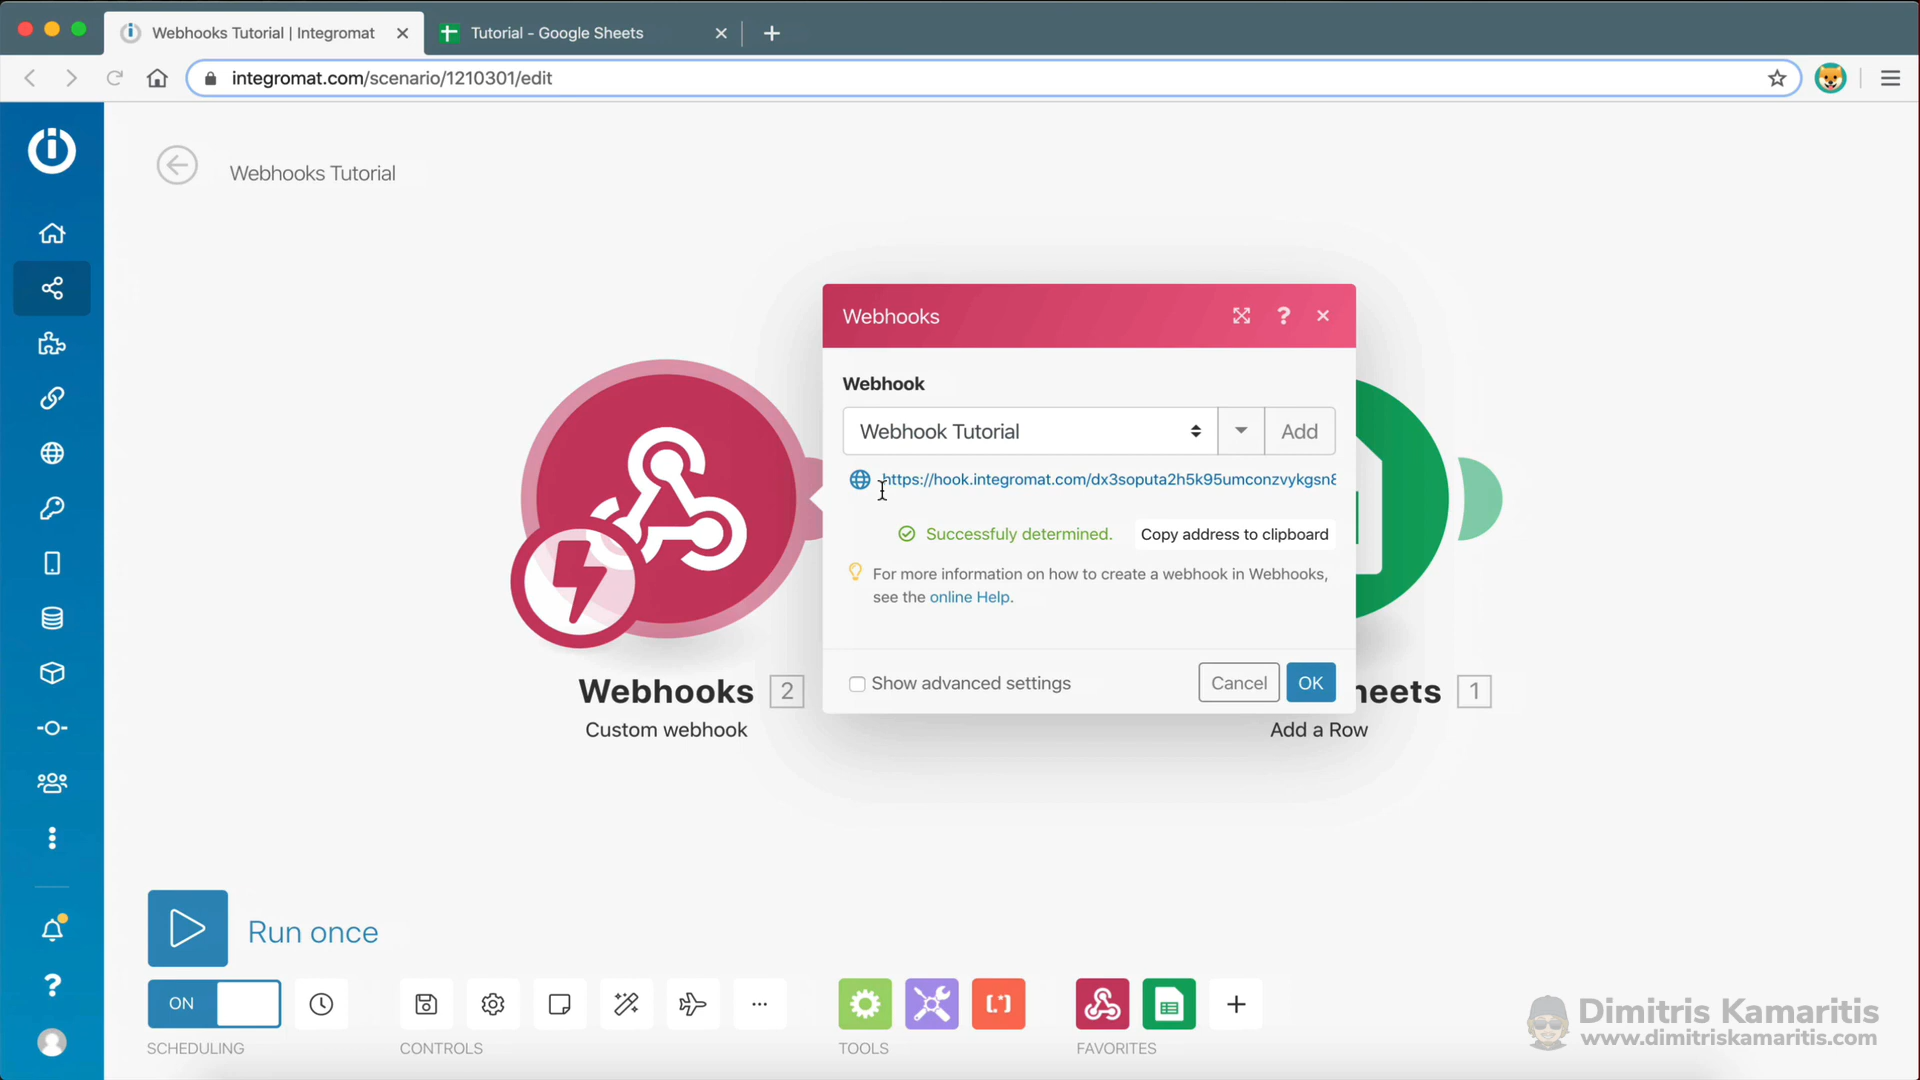 Webhooks Tutorial | Integromat
Tutorial - Google Sheets
integromat.com/scenario/1210301/edit
Webhooks Tutorial
Webhooks
?
Webhook
Webhook Tutorial
Add
https://hook.integromat.com/dx3soputa2h5k95umconzvykgsn8
Successfuly determined.
Copy address to clipboard
For more information on how to create a webhook in Webhooks,
see the online Help.
Show advanced settings
Cancel
OK
Webhooks 2
Custom webhook
heets 1
Add a Row
Run once
ON
SCHEDULING
CONTROLS
TOOLS
FAVORITES
Dimitris Kamaritis
www.dimitriskamaritis.com